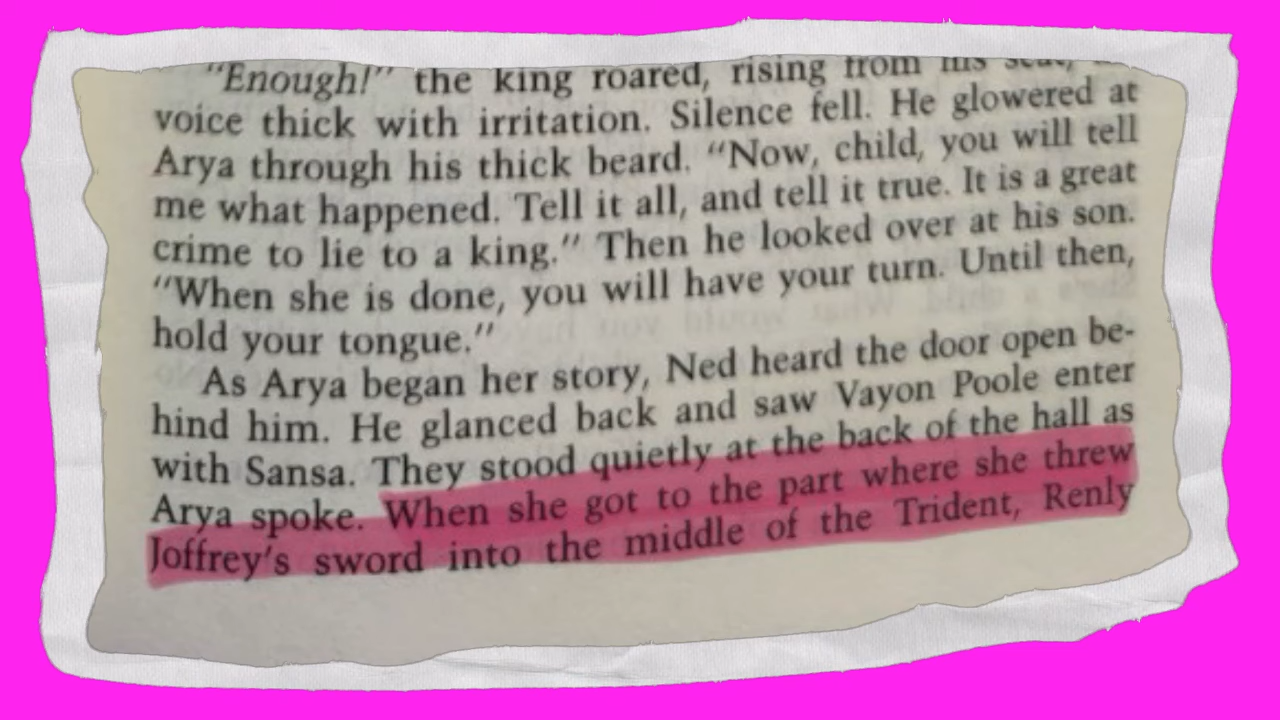 "Enough!" the king roared, rising from his seat,
voice thick with irritation. Silence fell. He glowered at
Arya through his thick beard. "Now, child, you will tell
me what happened. Tell it all, and tell it true. It is a great
crime to lie to a king." Then he looked over at his son.
"When she is done, you will have your turn. Until then,
hold your tongue."
As Arya began her story, Ned heard the door open be-
hind him. He glanced back and saw Vayon Poole enter
with Sansa. They stood quietly at the back of the hall as
Arya spoke. When she got to the part where she threw
Joffrey's sword into the middle of the Trident, Renly